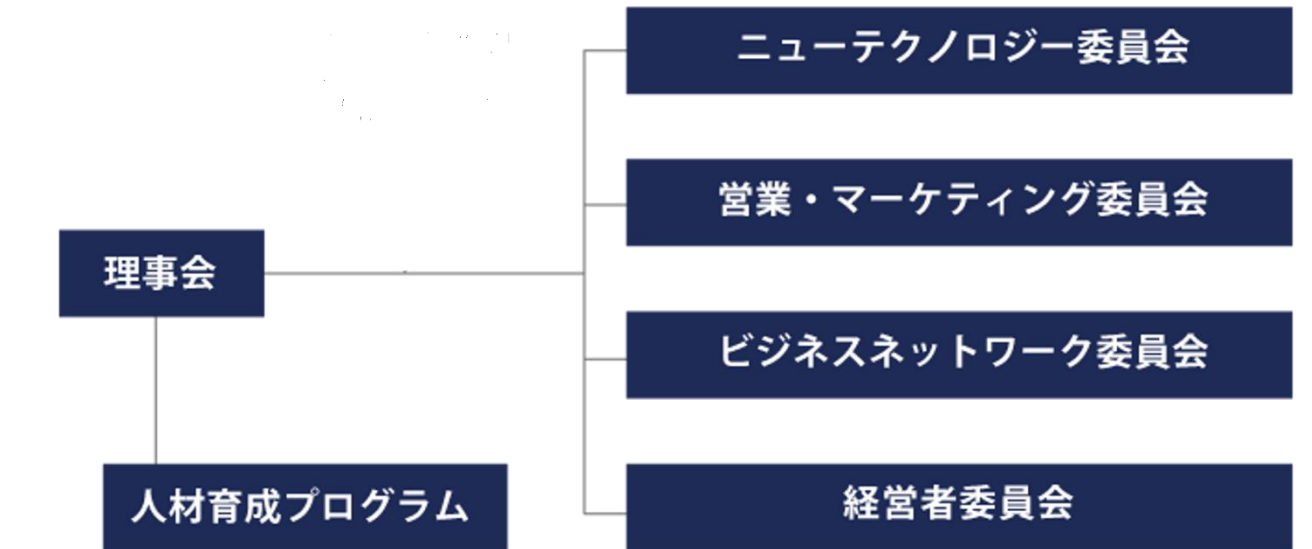 ニューテクノロジー委員会
営業・マーケティング委員会
理事会
ビジネスネットワーク委員会
人材育成プログラム
経営者委員会